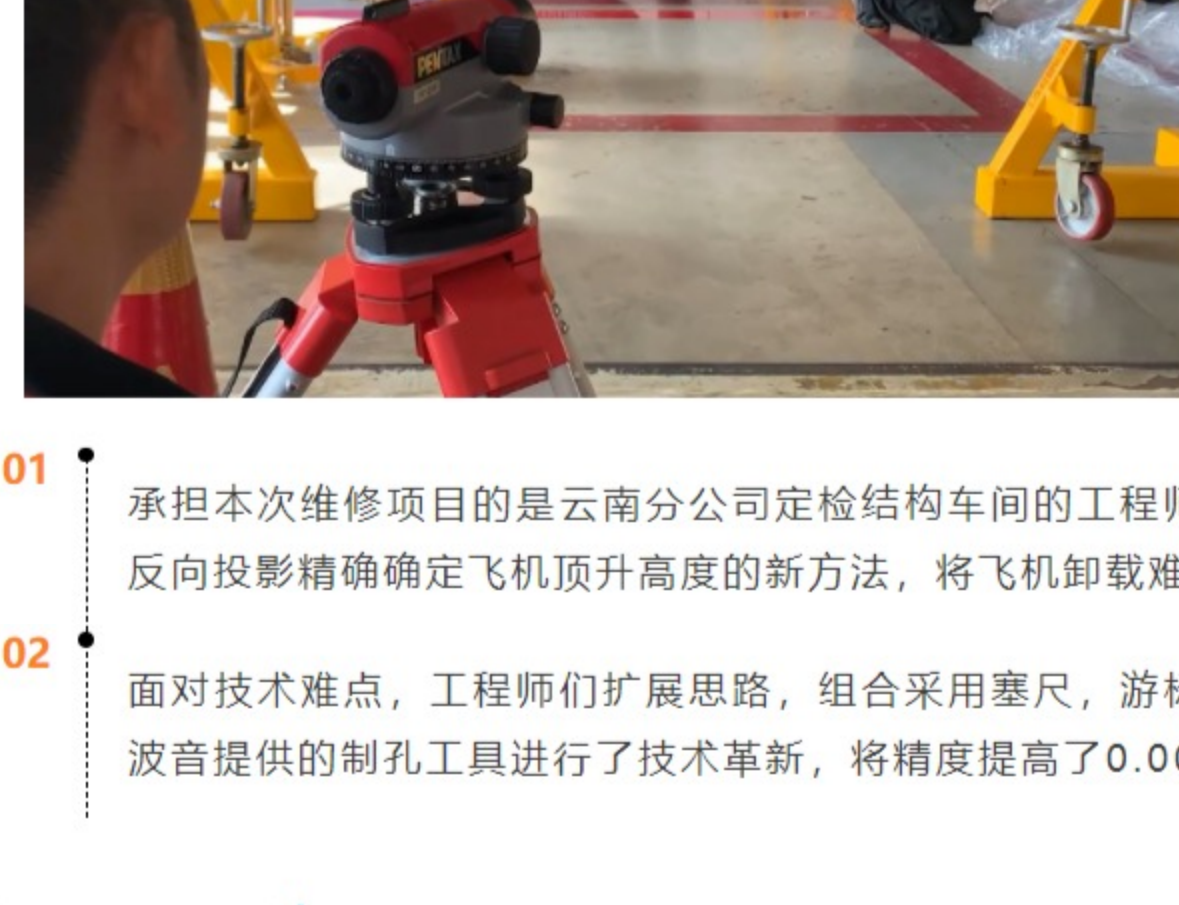 PENTAX
01
承担本次维修项目的是云南分公司定检结构车间的工程
反向投影精确确定飞机顶升高度的新方法，将飞机卸载难
02
面对技术难点，工程师们扩展思路，组合采用塞尺，游
波音提供的制孔工具进行了技术革新，将精度提高了0.0